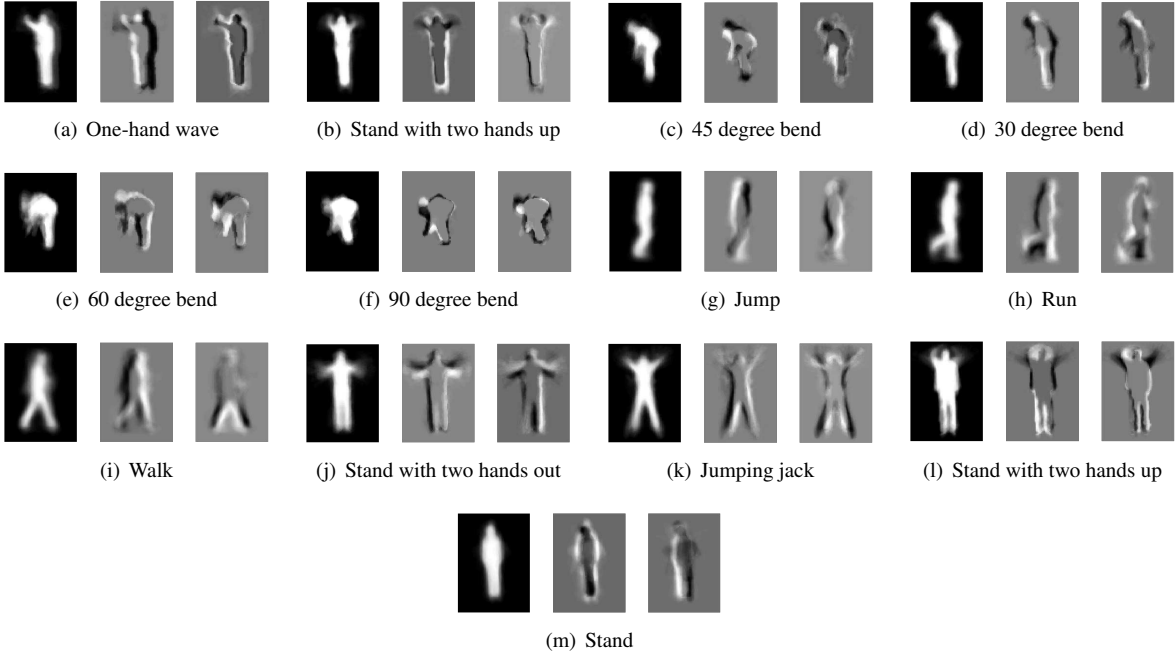 (a) One-hand wave
(b) Stand with two hands up
(c) 45 degree bend
(d) 30 degree bend
(e) 60 degree bend
(f) 90 degree bend
(g) Jump
(h) Run
(i) Walk
(j) Stand with two hands out
(k) Jumping jack
(l) Stand with two hands up
(m) Stand